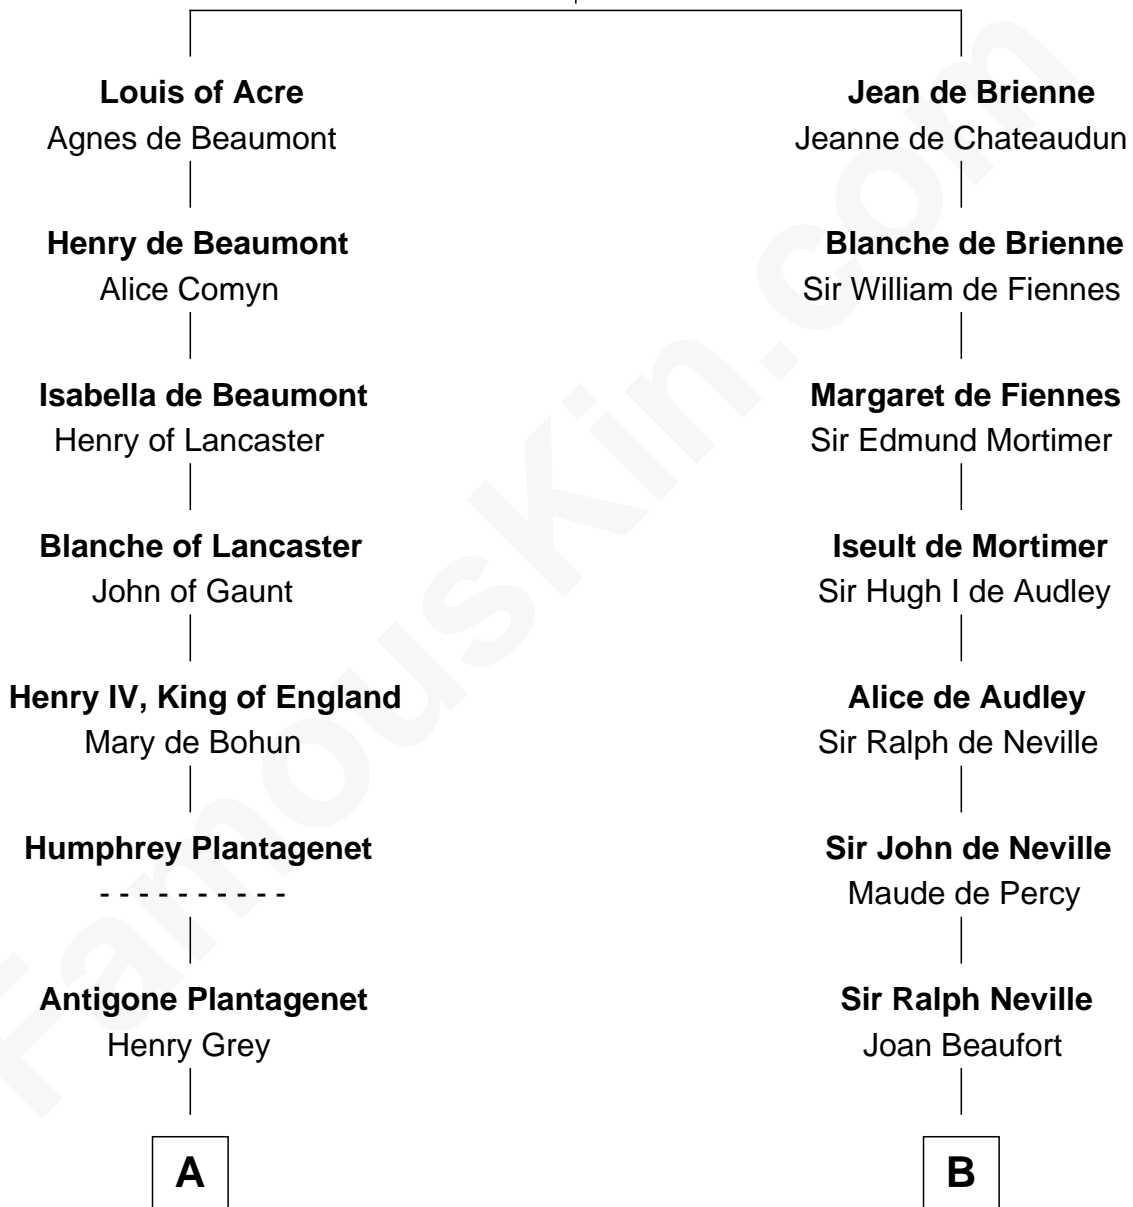 Louis of Acre
Agnes de Beaumont
Henry de Beaumont
Alice Comyn
Isabella de Beaumont
Henry of Lancaster
Blanche of Lancaster
John of Gaunt
Henry IV, King of England
Mary de Bohun
Humphrey Plantagenet
- - - - - - - - - -
Antigone Plantagenet
Henry Grey
A
Jean de Brienne
Jeanne de Chateaudun
Blanche de Brienne
Sir William de Fiennes
Margaret de Fiennes
Sir Edmund Mortimer
Iseult de Mortimer
Sir Hugh I de Audley
Alice de Audley
Sir Ralph de Neville
Sir John de Neville
Maude de Percy
Sir Ralph Neville
Joan Beaufort
B
FamousKin.com